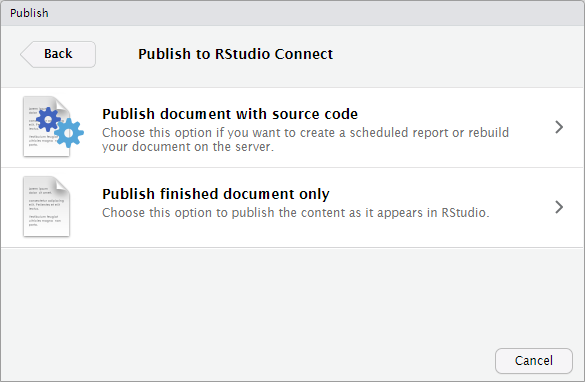 Publish
Back
Publish to RStudio Connect
Publish document with source code
Choose this option if you want to create a scheduled report or rebuild
your document on the server.
Publish finished document only
Choose this option to publish the content as it appears in RStudio.
Cancel